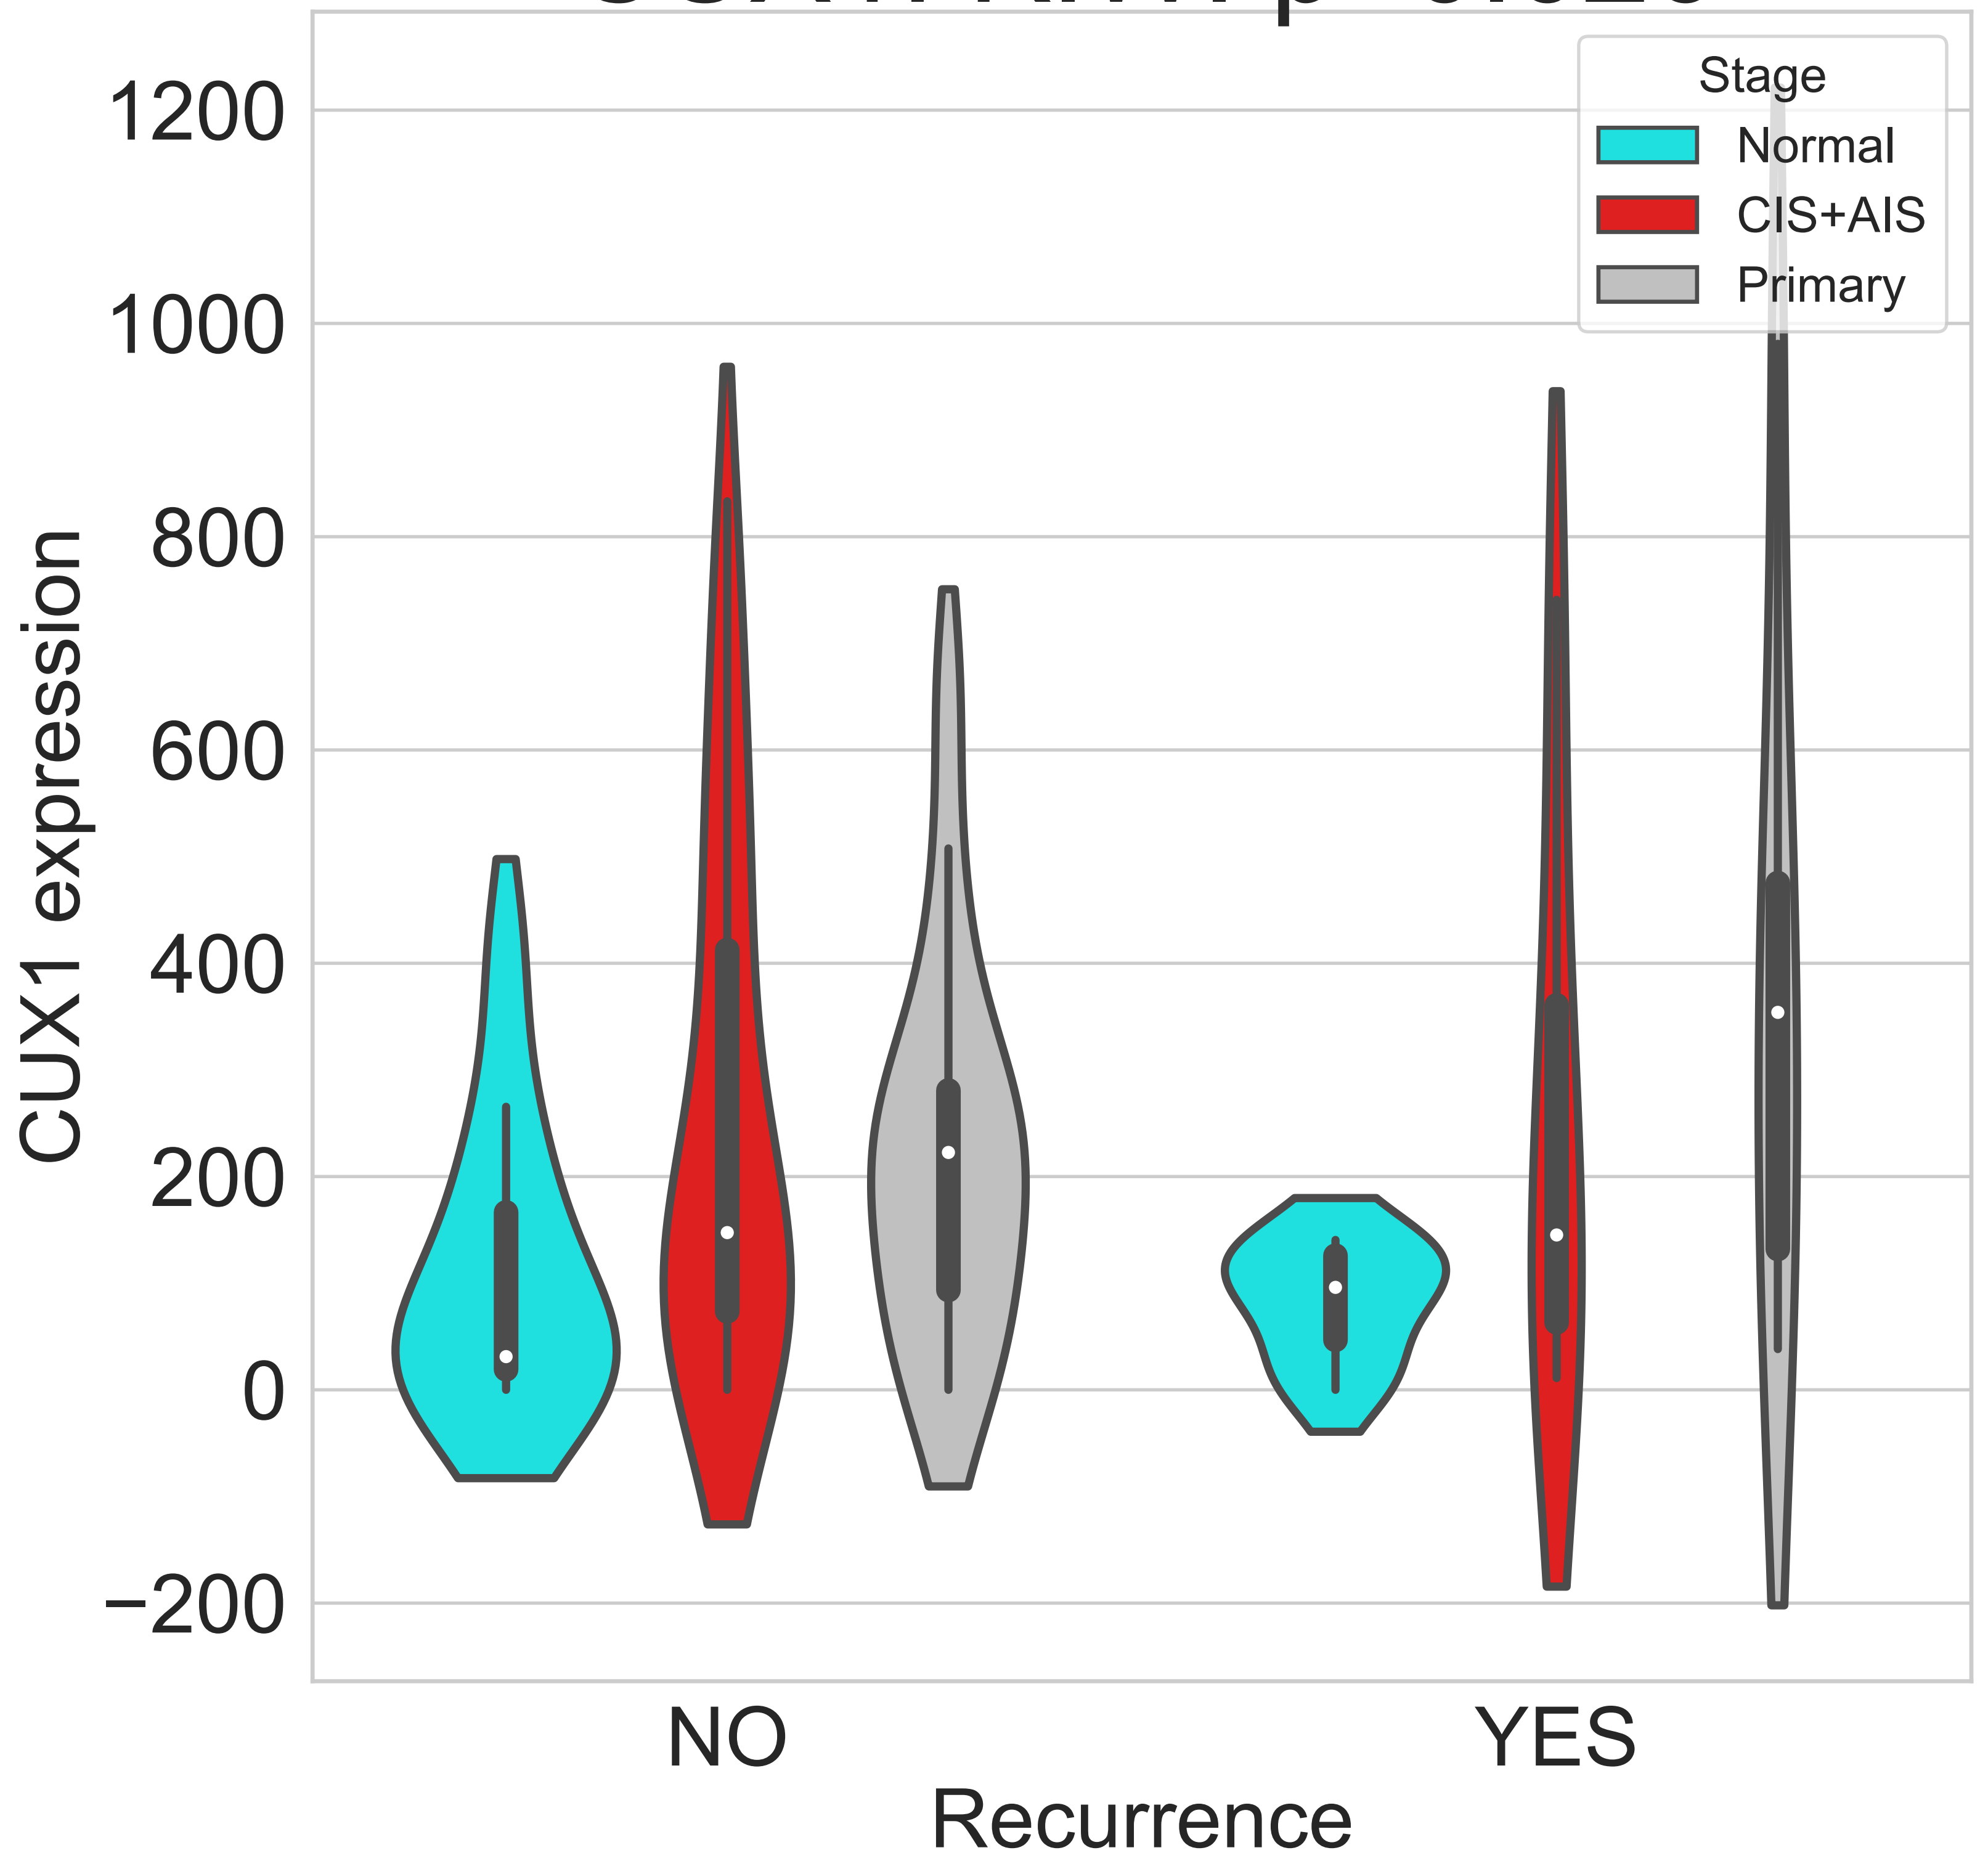 1200
1000
800
600
400
200
0
−200
CUX1 expression
Stage
Normal
CIS+AIS
Primary
NO
YES
Recurrence